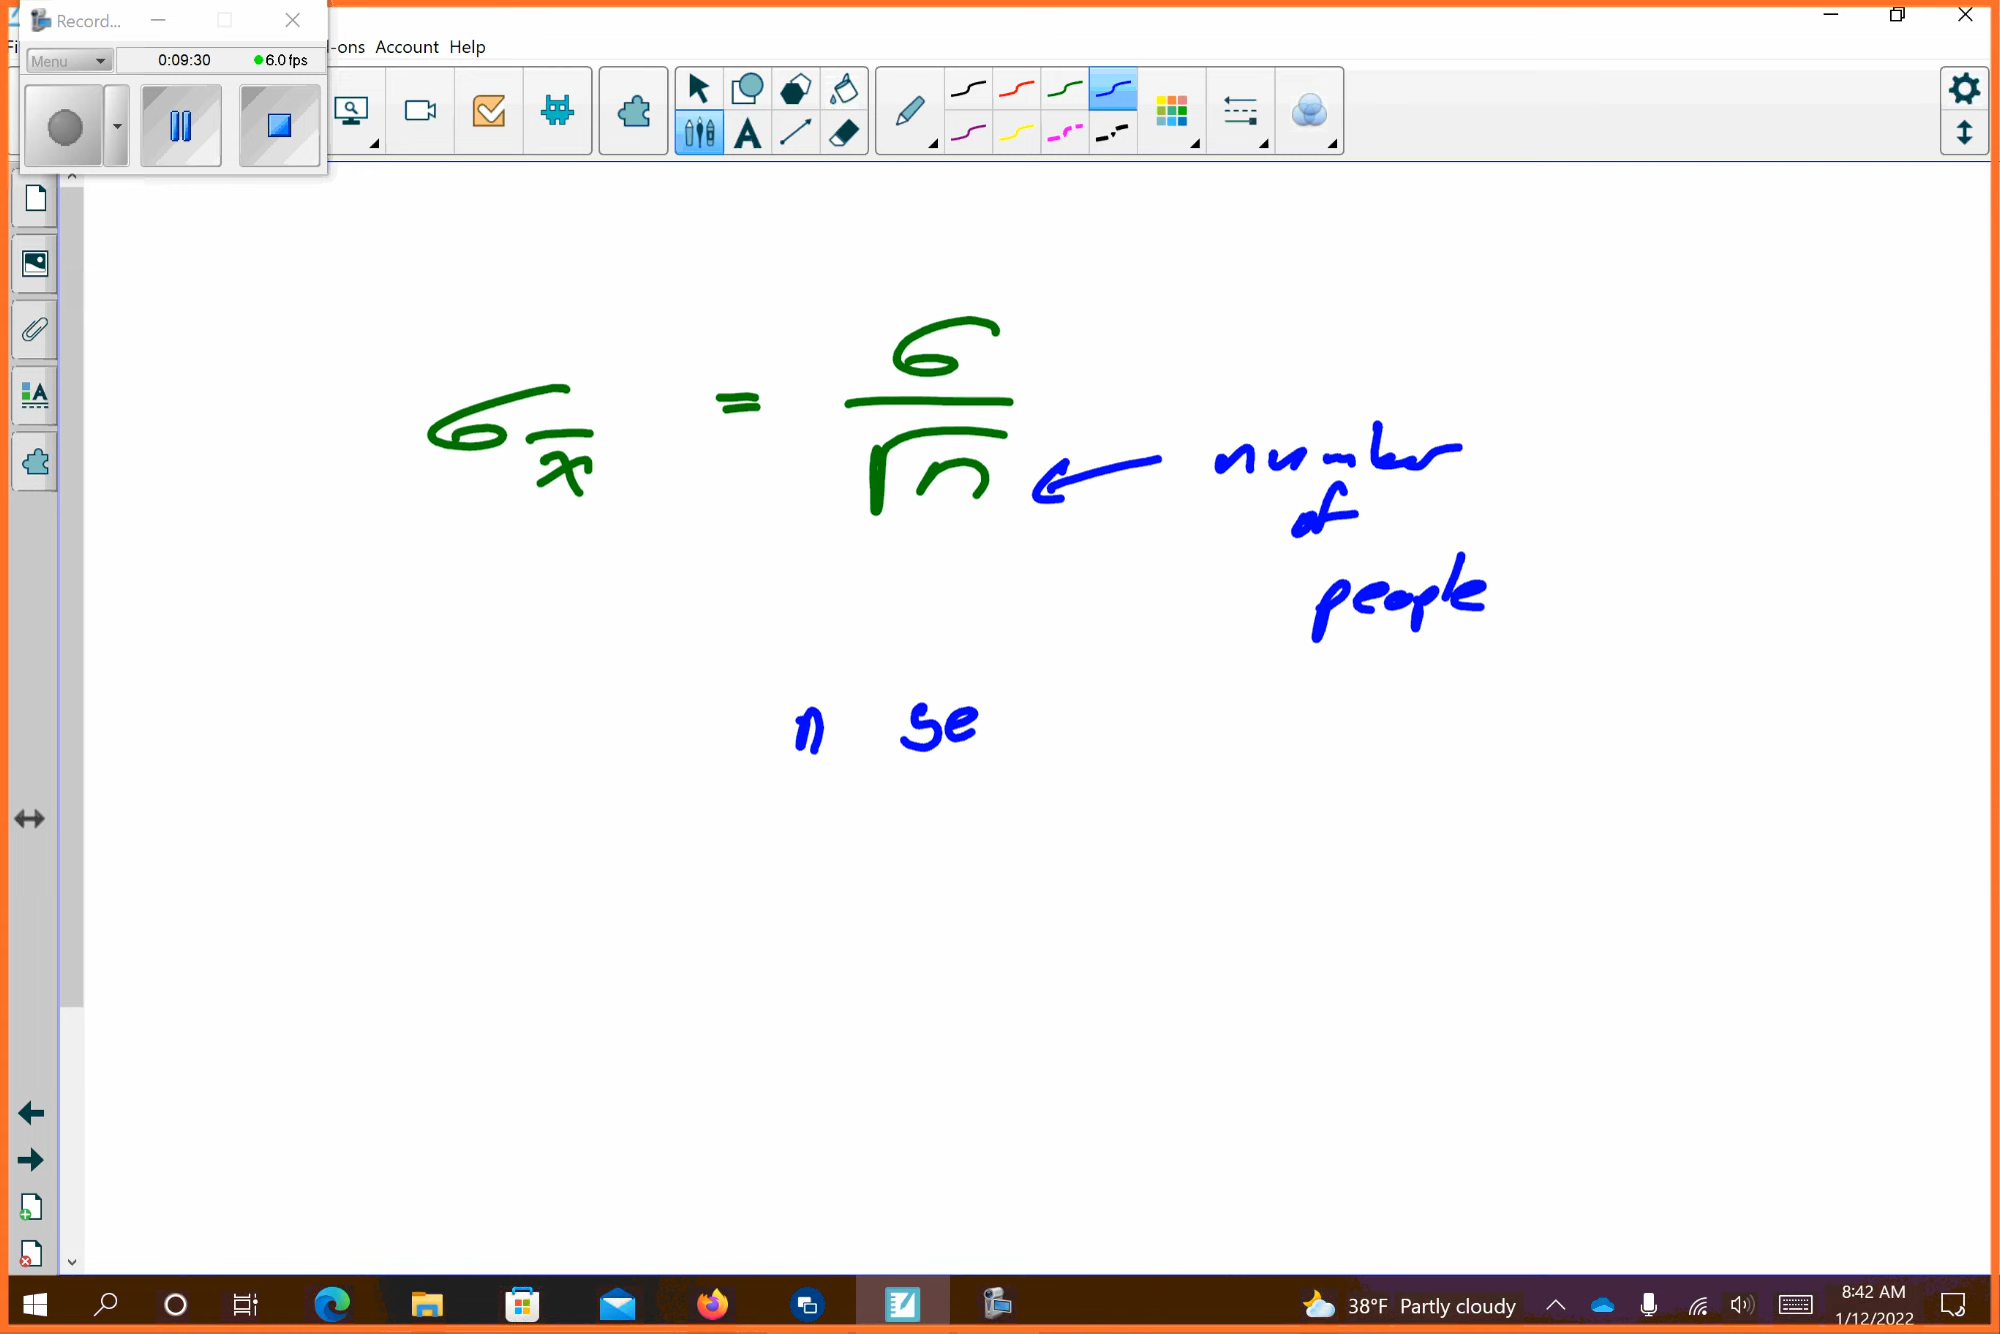 Record...
Menu 0:09:30 6.0 fps
l-ons Account Help
σx̄ = σ/√n
number
of
people
n se
38°F Partly cloudy
8:42 AM
1/12/2022